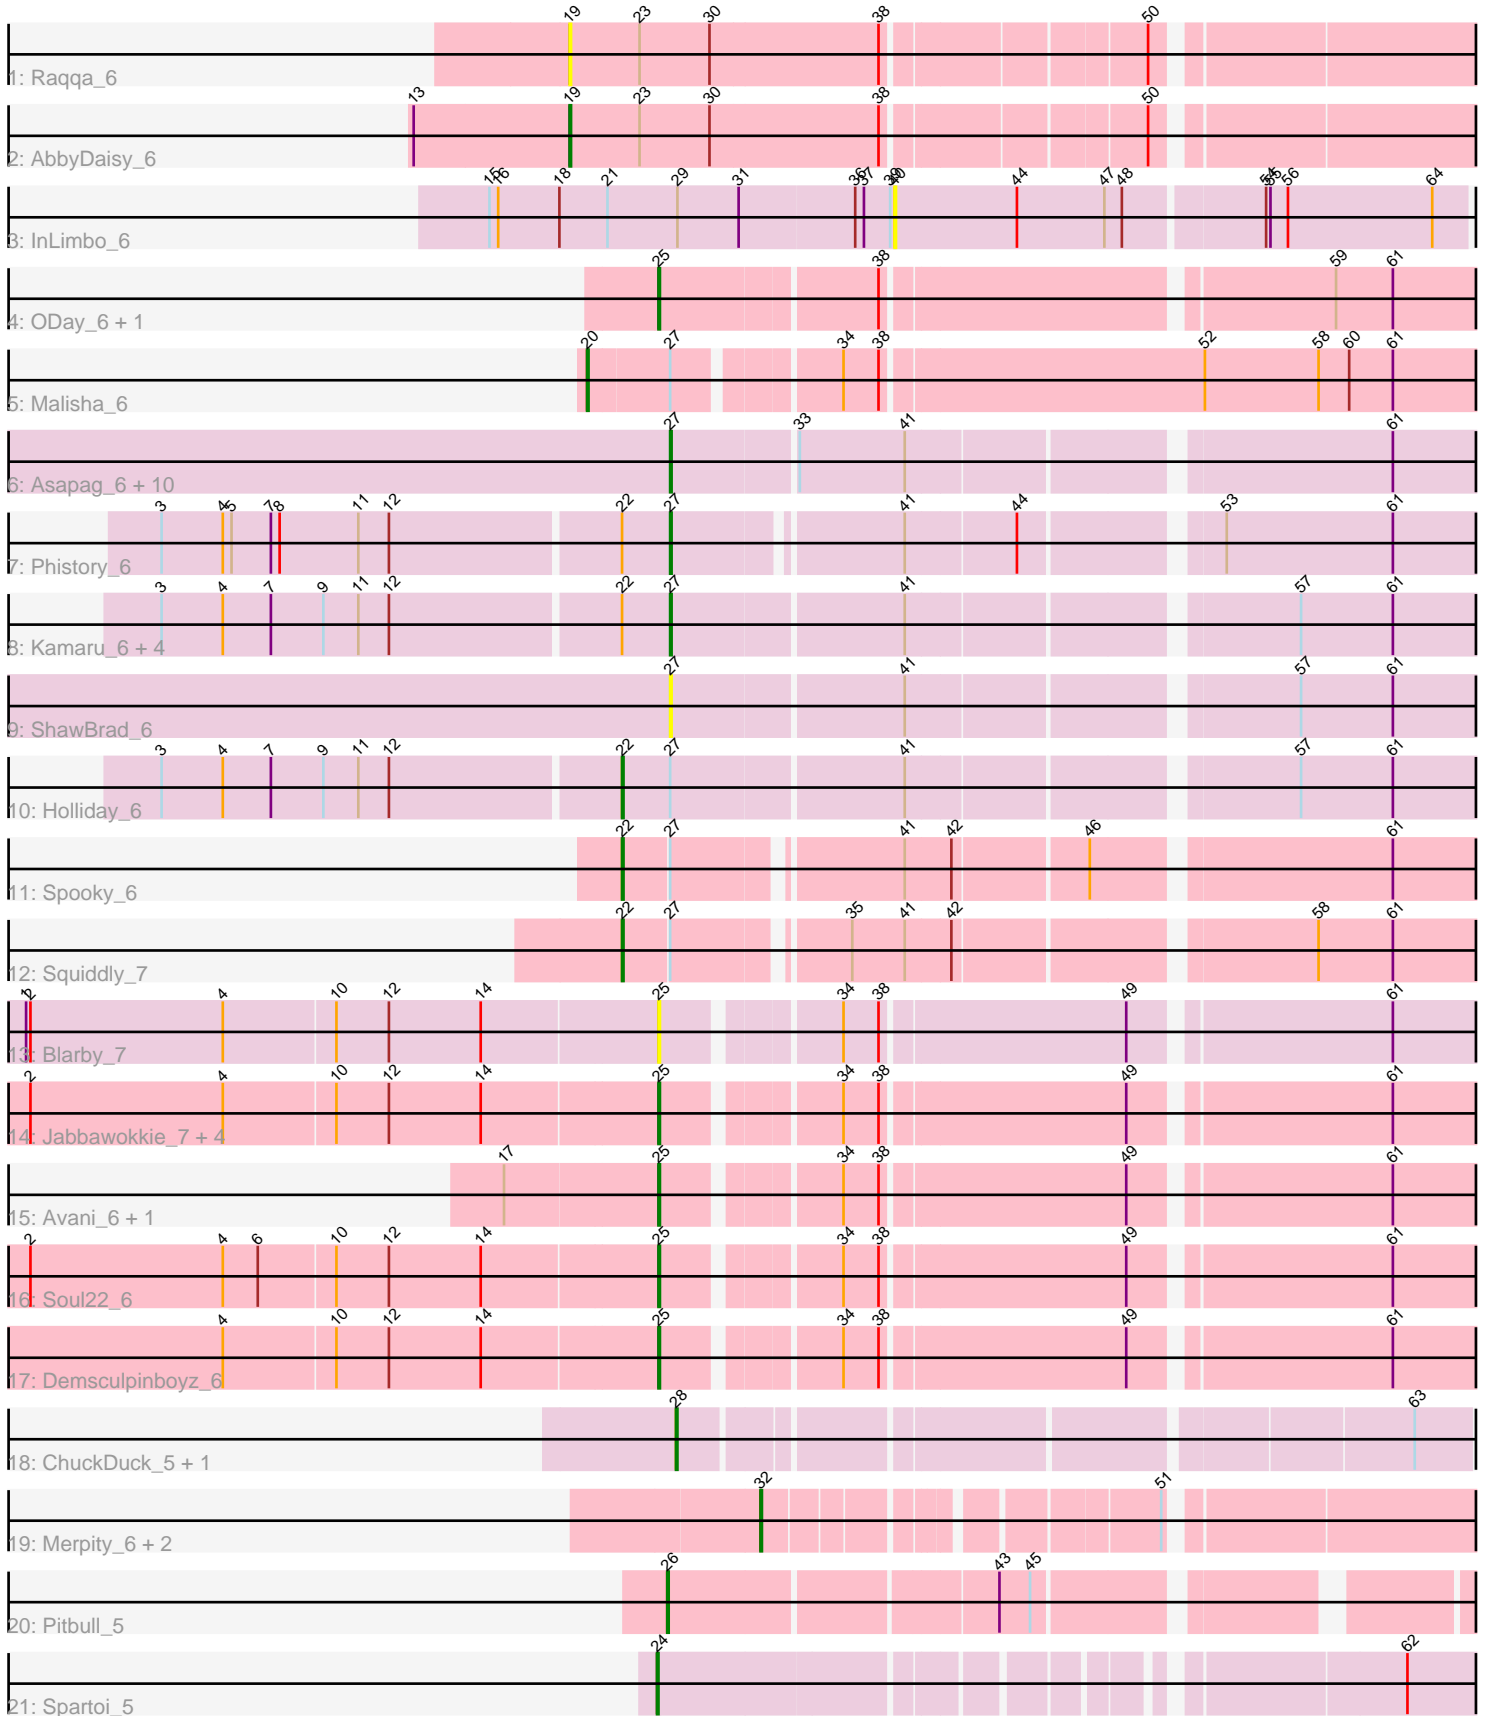 19 23 30 38 50
1: Raqqa_6
13 19 23 30 38 50
2: AbbyDaisy_6
15 16 18 21 29 31 36 37 39 40 44 47 48 54 55 56 64
3: InLimbo_6
25 38 59 61
4: ODay_6 + 1
20 27 34 38 52 58 60 61
5: Malisha_6
27 33 41 61
6: Asapag_6 + 10
3 4 5 7 8 11 12 22 27 41 44 53 61
7: Phistory_6
3 4 7 9 11 12 22 27 41 57 61
8: Kamaru_6 + 4
27 41 57 61
9: ShawBrad_6
3 4 7 9 11 12 22 27 41 57 61
10: Holliday_6
22 27 41 42 46 61
11: Spooky_6
22 27 35 41 42 58 61
12: Squiddly_7
1 2 4 10 12 14 25 34 38 49 61
13: Blarby_7
2 4 10 12 14 25 34 38 49 61
14: Jabbawokkie_7 + 4
17 25 34 38 49 61
15: Avani_6 + 1
2 4 6 10 12 14 25 34 38 49 61
16: Soul22_6
4 10 12 14 25 34 38 49 61
17: Demsculpinboyz_6
28 63
18: ChuckDuck_5 + 1
32 51
19: Merpity_6 + 2
26 43 45
20: Pitbull_5
24 62
21: Spartoi_5